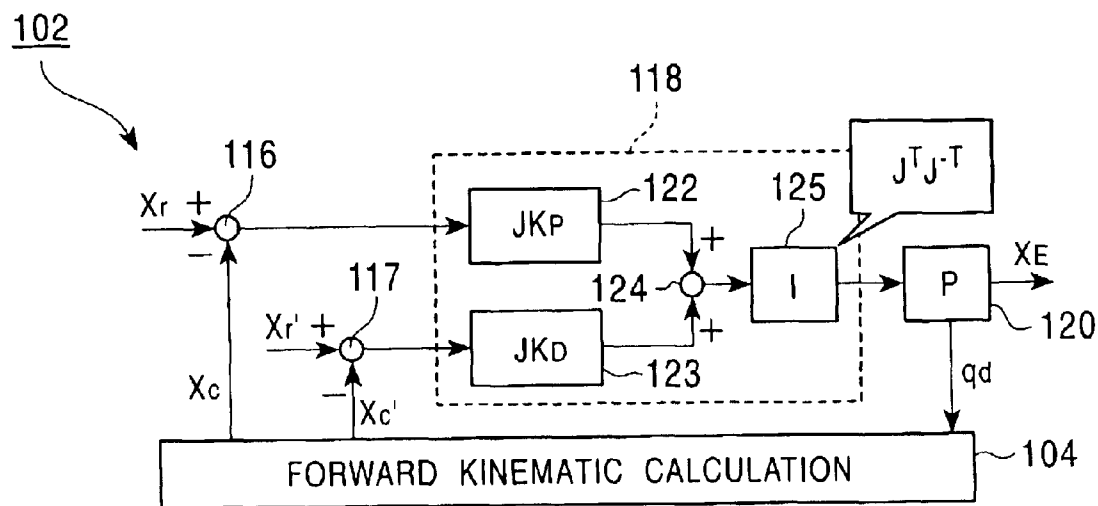 102
118
116
Xr +
−
122
JKP
+
124
+
125
I
JᵀJ⁻ᵀ
P
XE
120
117
Xr' +
−
JKD
123
qd
Xc
Xc'
FORWARD KINEMATIC CALCULATION
104